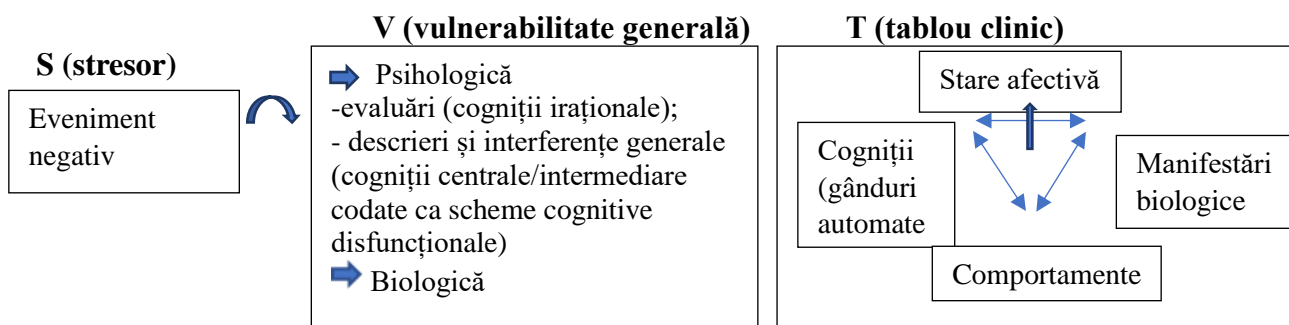 S (stresor)
Eveniment
negativ
V (vulnerabilitate generală)
Psihologică
-evaluări (cogniții iraționale);
- descrieri și interferențe generale
(cogniții centrale/intermediare
codate ca scheme cognitive
disfuncționale)
Biologică
T (tablou clinic)
Stare afectivă
Cogniții
(gânduri
automate
Manifestări
biologice
Comportamente